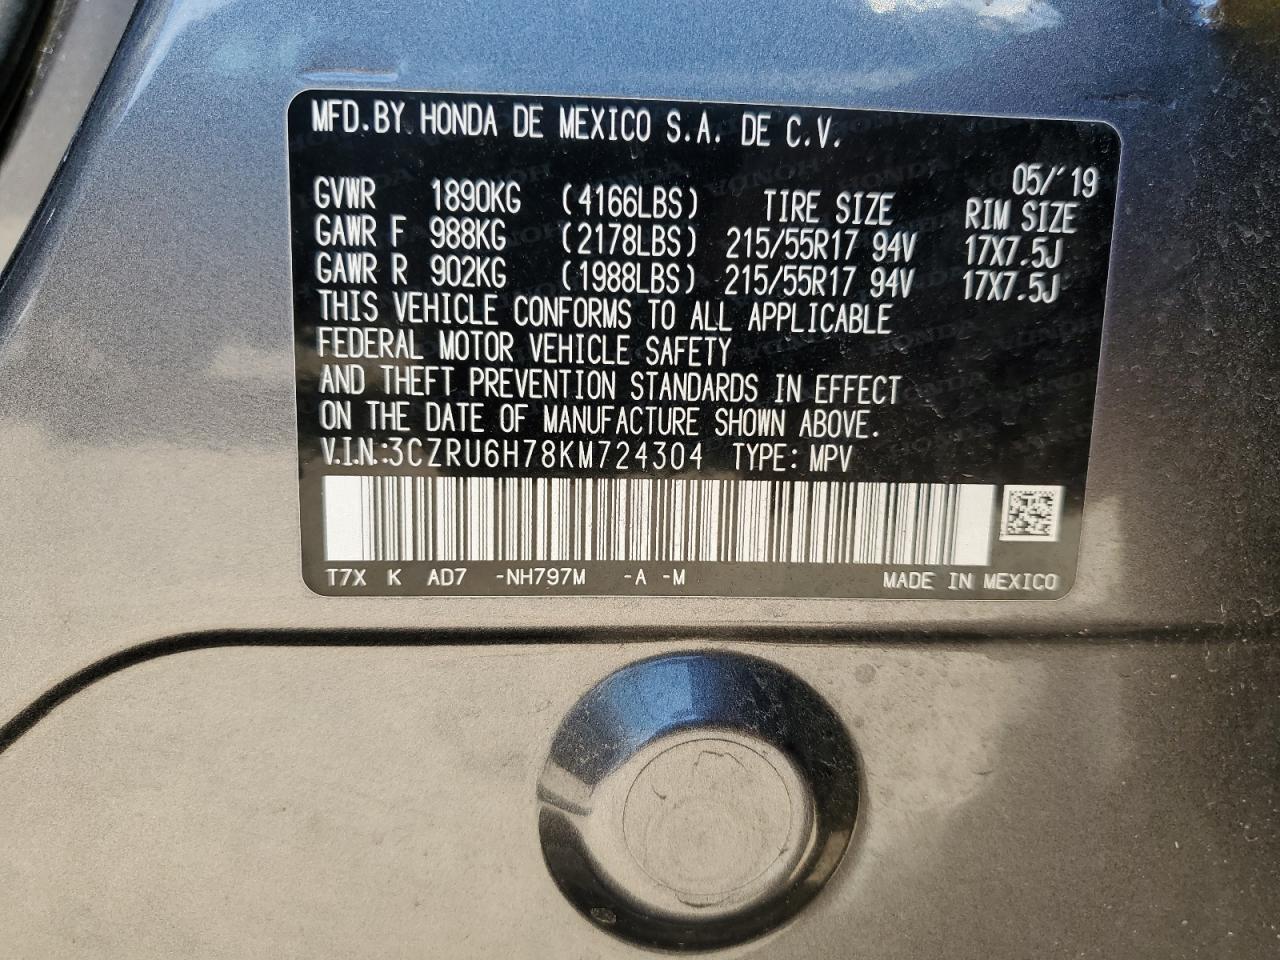 MFD.BY HONDA DE MEXICO S.A. DE C.V.
05/'19
GVWR 1890KG (4166LBS) TIRE SIZE RIM SIZE
GAWR F 988KG (2178LBS) 215/55R17 94V 17X7.5J
GAWR R 902KG (1988LBS) 215/55R17 94V 17X7.5J
THIS VEHICLE CONFORMS TO ALL APPLICABLE
FEDERAL MOTOR VEHICLE SAFETY
AND THEFT PREVENTION STANDARDS IN EFFECT
ON THE DATE OF MANUFACTURE SHOWN ABOVE.
V.I.N.:3CZRU6H78KM724304 TYPE: MPV
T7X K AD7 -NH797M -A -M MADE IN MEXICO